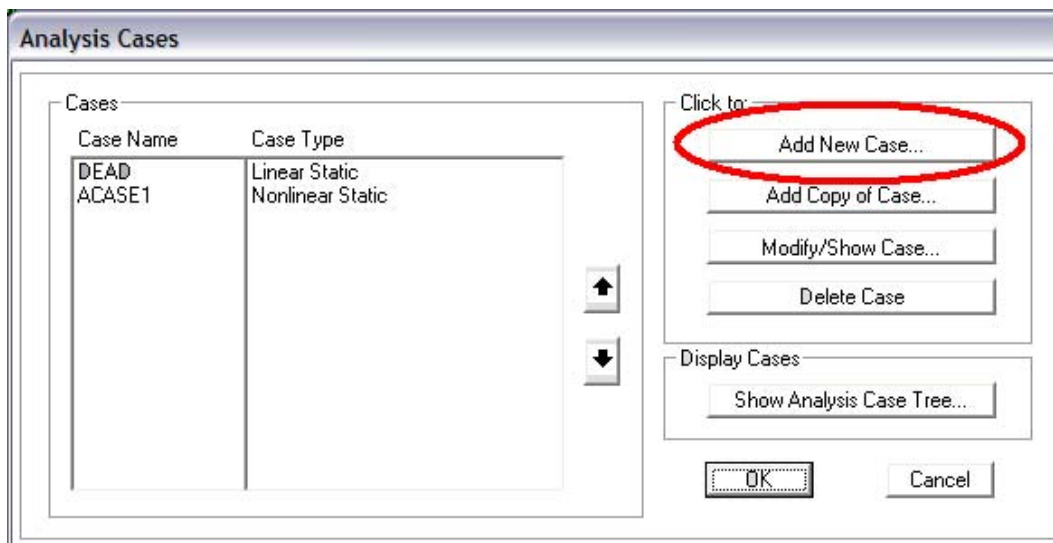 Analysis Cases
Cases
Case Name Case Type
DEAD Linear Static
ACASE1 Nonlinear Static
Click to:
Add New Case...
Add Copy of Case...
Modify/Show Case...
Delete Case
Display Cases
Show Analysis Case Tree...
OK Cancel